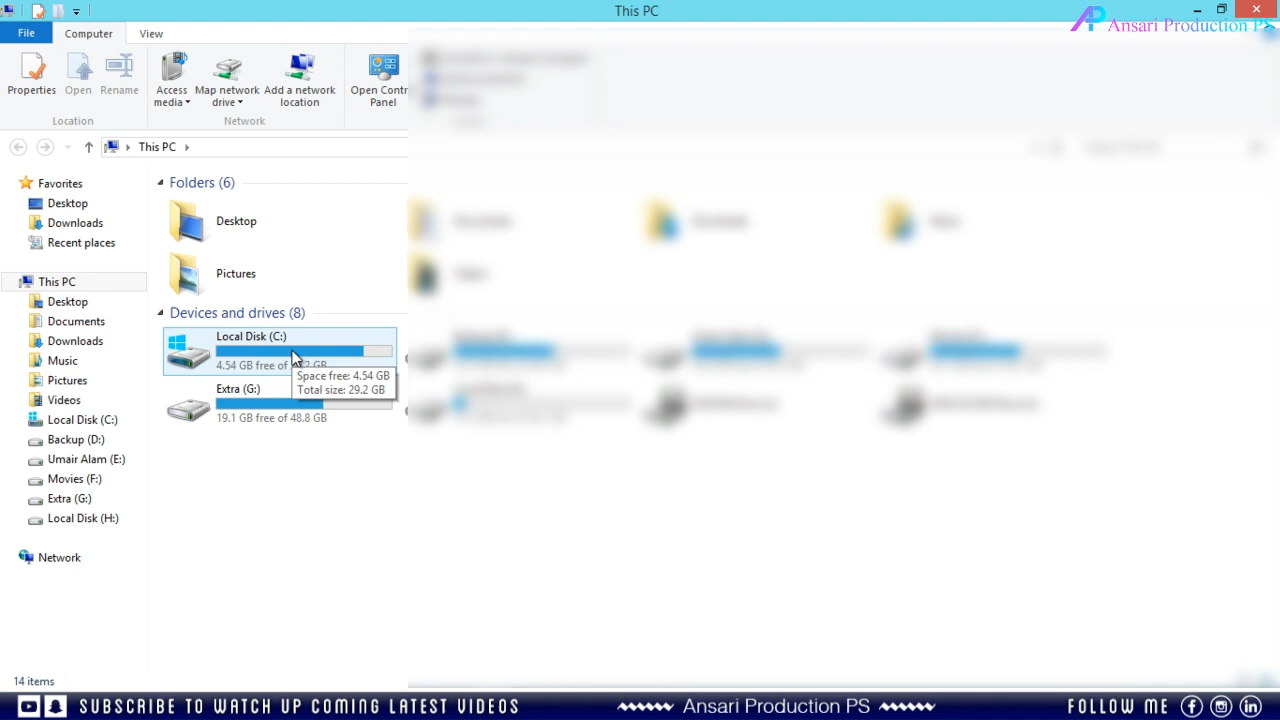 This PC
Ansari Production PS
File
Computer
View
Properties
Open
Rename
Access media
Map network drive
Add a network location
Open Contr
Panel
Location
Network
This PC
Favorites
Desktop
Downloads
Recent places
This PC
Desktop
Documents
Downloads
Music
Pictures
Videos
Local Disk (C:)
Backup (D:)
Umair Alam (E:)
Movies (F:)
Extra (G:)
Local Disk (H:)
Network
Folders (6)
Desktop
Pictures
Devices and drives (8)
Local Disk (C:)
4.54 GB free of
Space free: 4.54 GB
Total size: 29.2 GB
Extra (G:)
19.1 GB free of 48.8 GB
14 items
SUBSCRIBE TO WATCH UP COMING LATEST VIDEOS
Ansari Production PS
FOLLOW ME